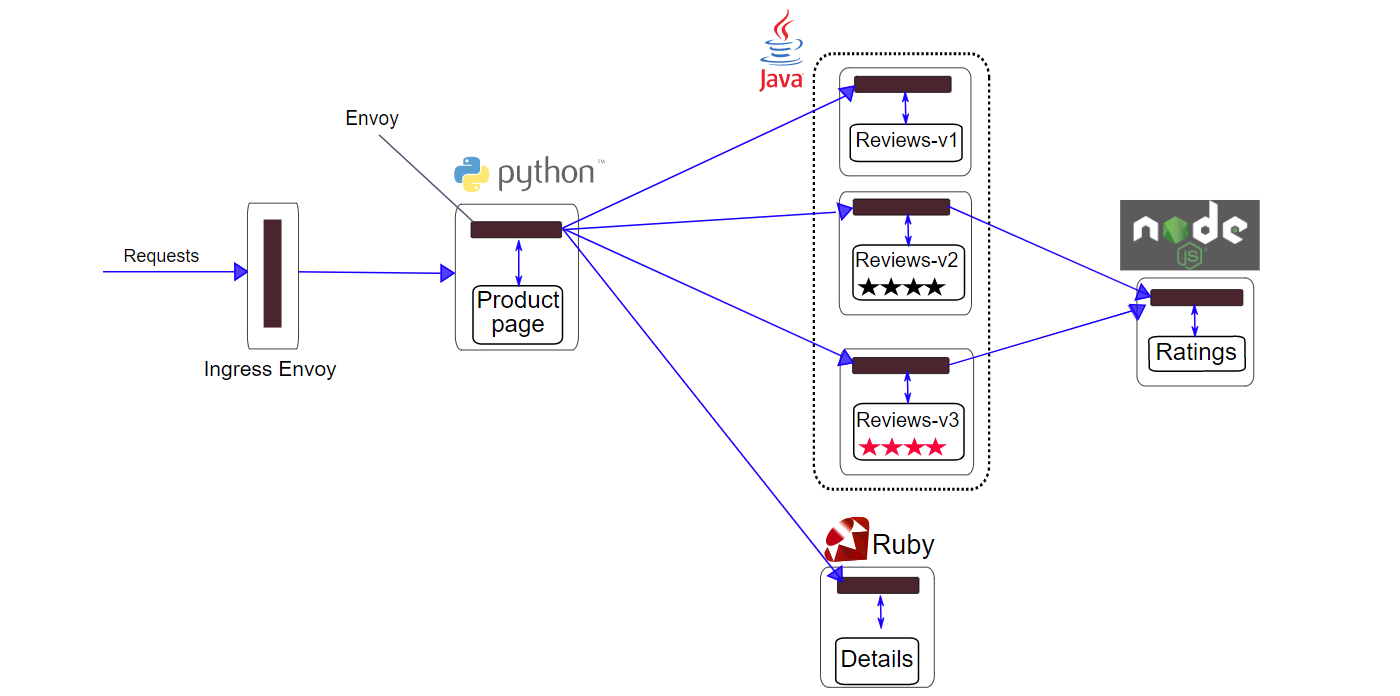 Java
Envoy
python™
Requests
Ingress Envoy
Product
page
Reviews-v1
Reviews-v2
Reviews-v3
node
JS
Ratings
Ruby
Details